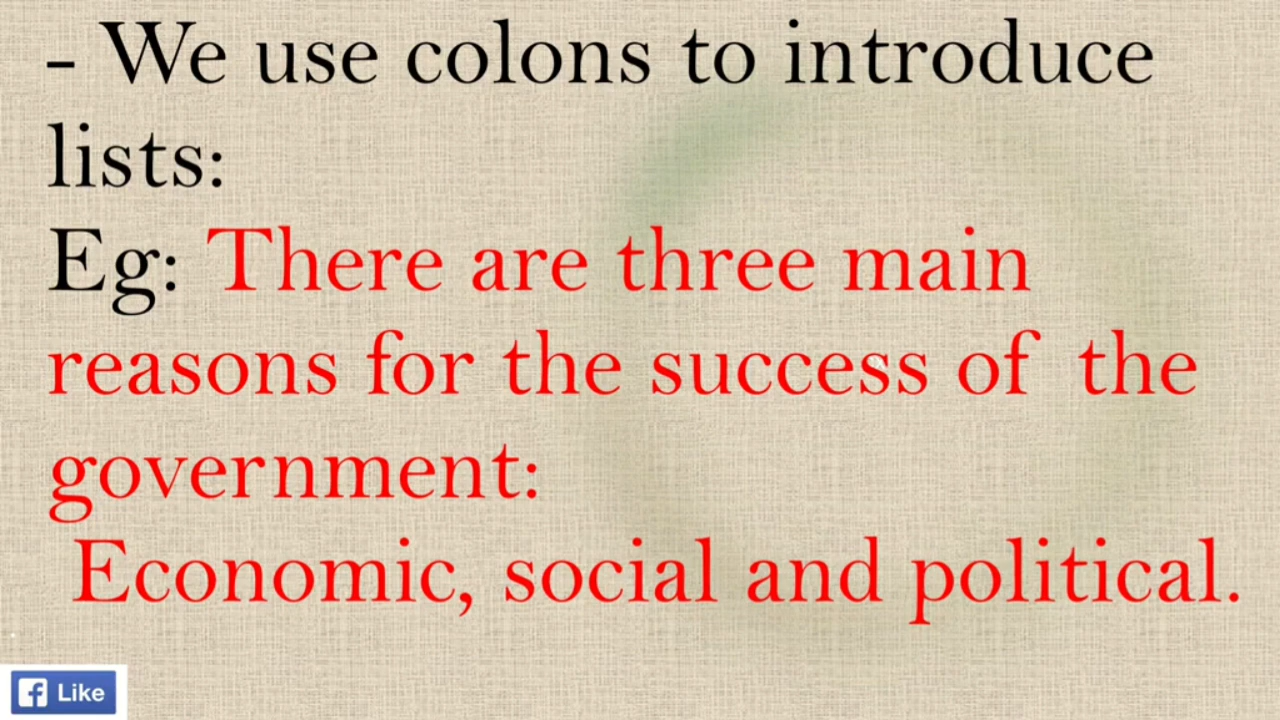 - We use colons to introduce
lists:
Eg: There are three main
reasons for the success of the
government:
Economic, social and political.
f Like